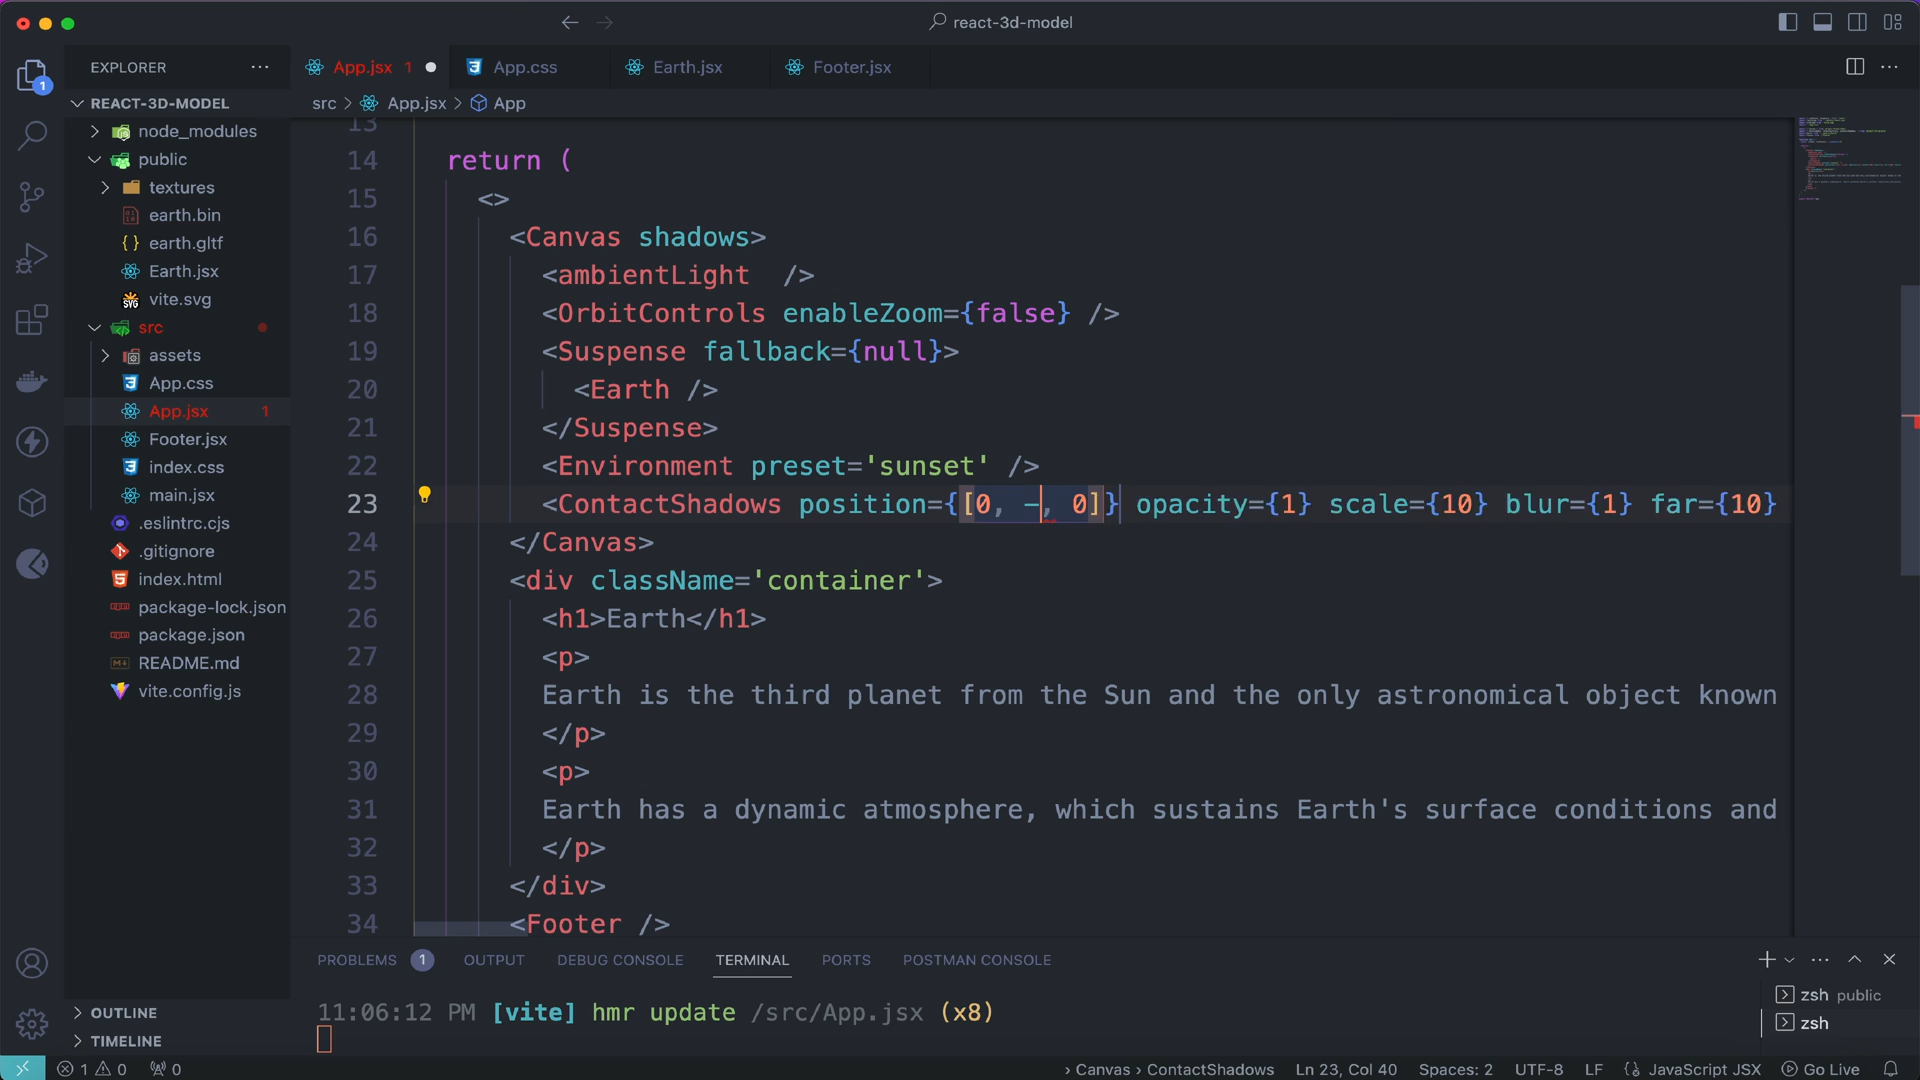 react-3d-model
EXPLORER
App.jsx 1
App.css
Earth.jsx
Footer.jsx
1
REACT-3D-MODEL
src > App.jsx > App
node_modules
public
textures
earth.bin
earth.gltf
Earth.jsx
vite.svg
src
assets
App.css
App.jsx 1
Footer.jsx
index.css
main.jsx
.eslintrc.cjs
.gitignore
index.html
package-lock.json
package.json
README.md
vite.config.js
OUTLINE
TIMELINE
13
14 return (
15 <>
16 <Canvas shadows>
17 <ambientLight />
18 <OrbitControls enableZoom={false} />
19 <Suspense fallback={null}>
20 <Earth />
21 </Suspense>
22 <Environment preset='sunset' />
23 <ContactShadows position={[0, -, 0]} opacity={1} scale={10} blur={1} far={10}
24 </Canvas>
25 <div className='container'>
26 <h1>Earth</h1>
27 <p>
28 Earth is the third planet from the Sun and the only astronomical object known
29 </p>
30 <p>
31 Earth has a dynamic atmosphere, which sustains Earth's surface conditions and
32 </p>
33 </div>
34 <Footer />
PROBLEMS 1 OUTPUT DEBUG CONSOLE TERMINAL PORTS POSTMAN CONSOLE
11:06:12 PM [vite] hmr update /src/App.jsx (x8)
zsh public
zsh
1 0 0
› Canvas › ContactShadows Ln 23, Col 40 Spaces: 2 UTF-8 LF JavaScript JSX Go Live